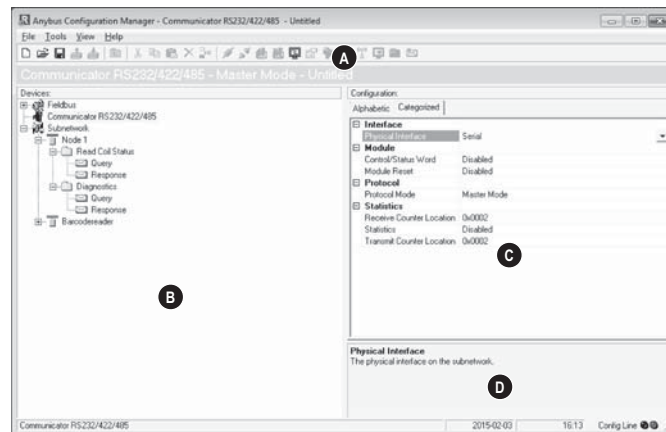 Anybus Configuration Manager - Communicator RS232/422/485 - Untitled
File Tools View Help
A
Communicator RS232/422/485 - Master Mode - Untitled
Devices:
Fieldbus
Communicator RS232/422/485
Subnetwork
Node 1
Read Coil Status
Query
Response
Diagnostics
Query
Response
Barcodereader
B
Configuration:
Alphabetic Categorized
Interface
Physical Interface Serial
Module
Control/Status Word Disabled
Module Reset Disabled
Protocol
Protocol Mode Master Mode
Statistics
Receive Counter Location 0x0002
Statistics Disabled
Transmit Counter Location 0x0002
C
Physical Interface
The physical interface on the subnetwork.
D
Communicator RS232/422/485 2015-02-03 16:13 Config Line